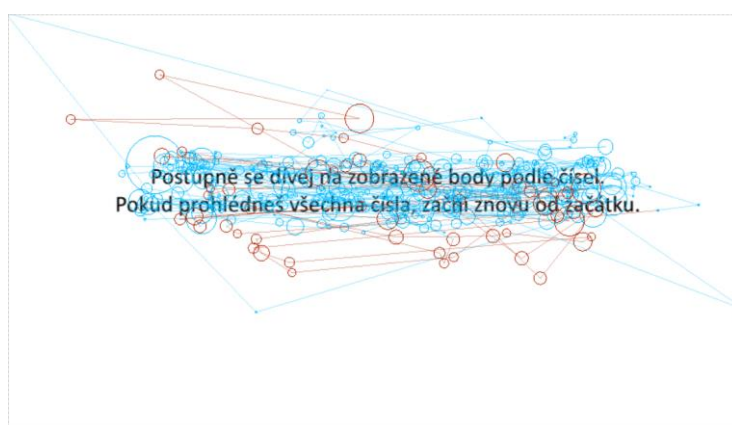 Postupně se dívej na zobrazené body podle čísel.
Pokud prohlédneš všechna čísla, začni znovu od začátku.